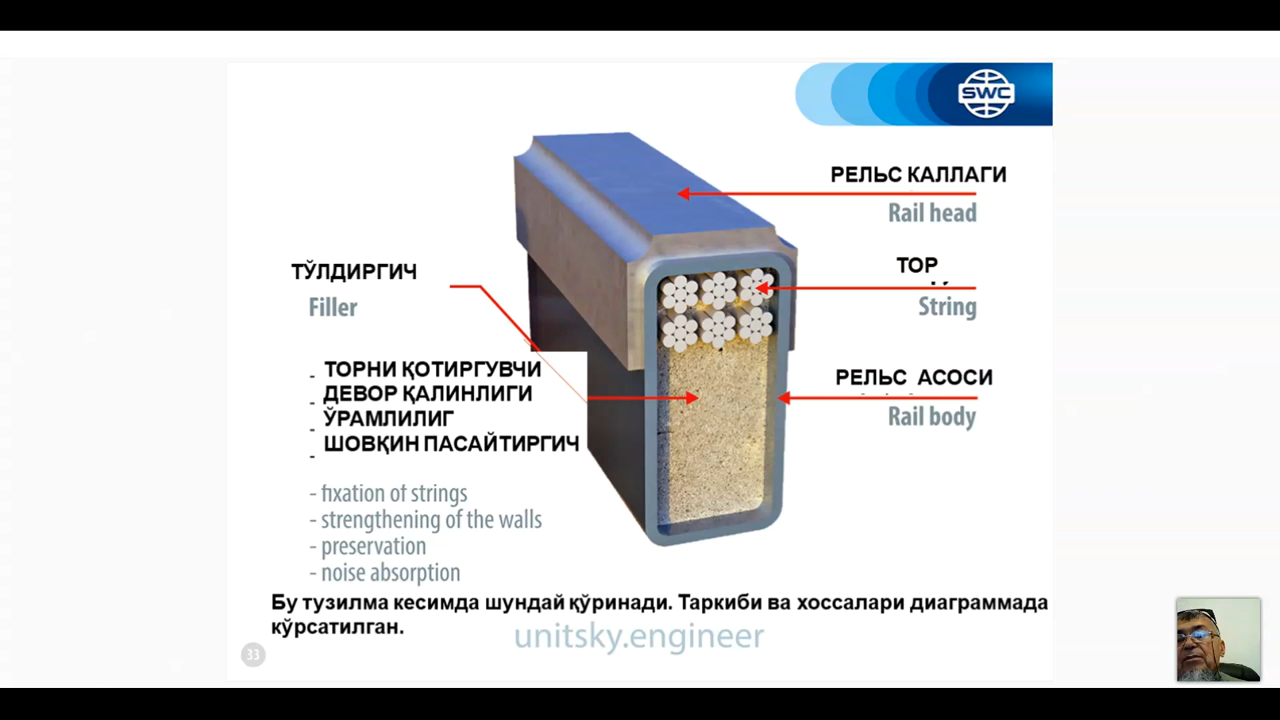 SWC
РЕЛЬС КАЛЛАГИ
Rail head
ТОР
String
РЕЛЬС АСОСИ
Rail body
ТЎЛДИРГИЧ
Filler
- ТОРНИ ҚОТИРГУВЧИ
- ДЕВОР ҚАЛИНЛИГИ
- ЎРАМЛИЛИГ
- ШОВҚИН ПАСАЙТИРГИЧ
- fixation of strings
- strengthening of the walls
- preservation
- noise absorption
Бу тузилма кесимда шундай кўринади. Таркиби ва хоссалари диаграммада
кўрсатилган.
unitsky.engineer
33